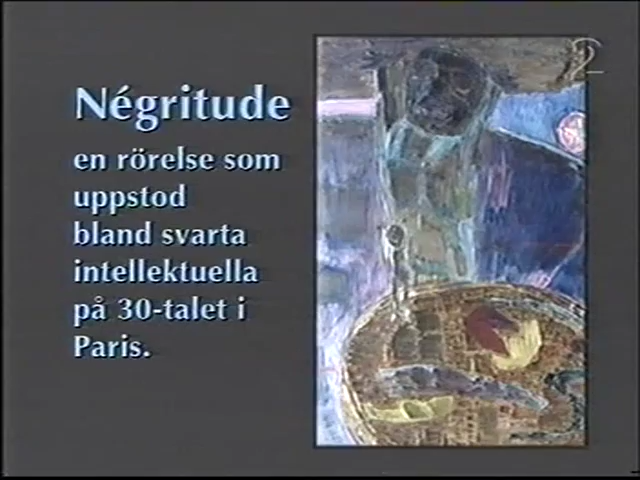 2
Négritude
en rörelse som
uppstod
bland svarta
intellektuella
på 30-talet i
Paris.